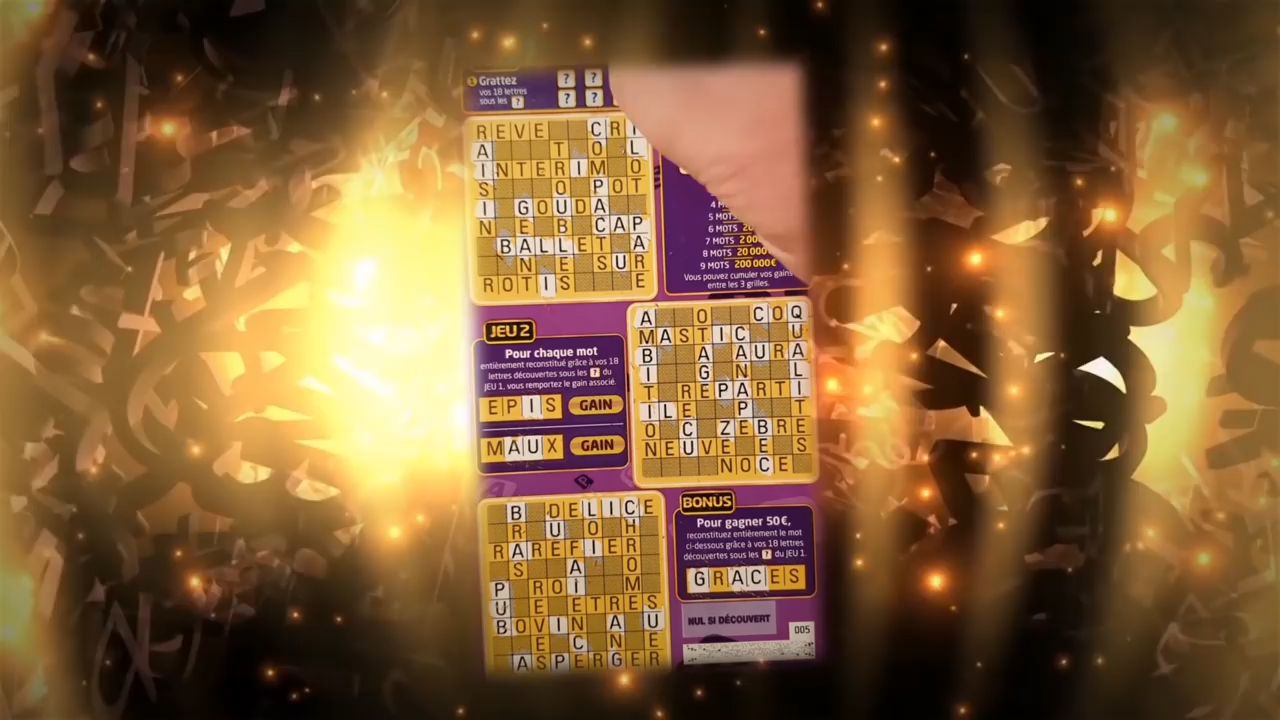 1 Grattez
vos 18 lettres
sous les ?
? ?
? ?
REVE CRI
A T O L
INTERIM O
S O P POT
I GOUDA
N E B CAP
BALLET A
N E SUR
ROTIS E
4 M
5 MOTS
6 MOTS 20
7 MOTS 2 00
8 MOTS 20 000
9 MOTS 200 000€
Vous pouvez cumuler vos gains
entre les 3 grilles.
JEU 2
Pour chaque mot
entièrement reconstitué grâce à vos 18
lettres découvertes sous les ? du
JEU 1, vous remportez le gain associé.
EPIS GAIN
MAUX GAIN
A O COQ
MASTIC U
B A AURA
I G N L
T REPARTI
ILE P T
O C ZEBRE
NEUVE E S
NOCE
B DELICE
R U O H
RAREFIER
S A O
P ROI M
U E ETRES
BOVIN A U
E C N E
ASPERGER
BONUS
Pour gagner 50€,
reconstituez entièrement le mot
ci-dessous grâce à vos 18 lettres
découvertes sous les ? du JEU 1.
GRACES
NUL SI DÉCOUVERT
005